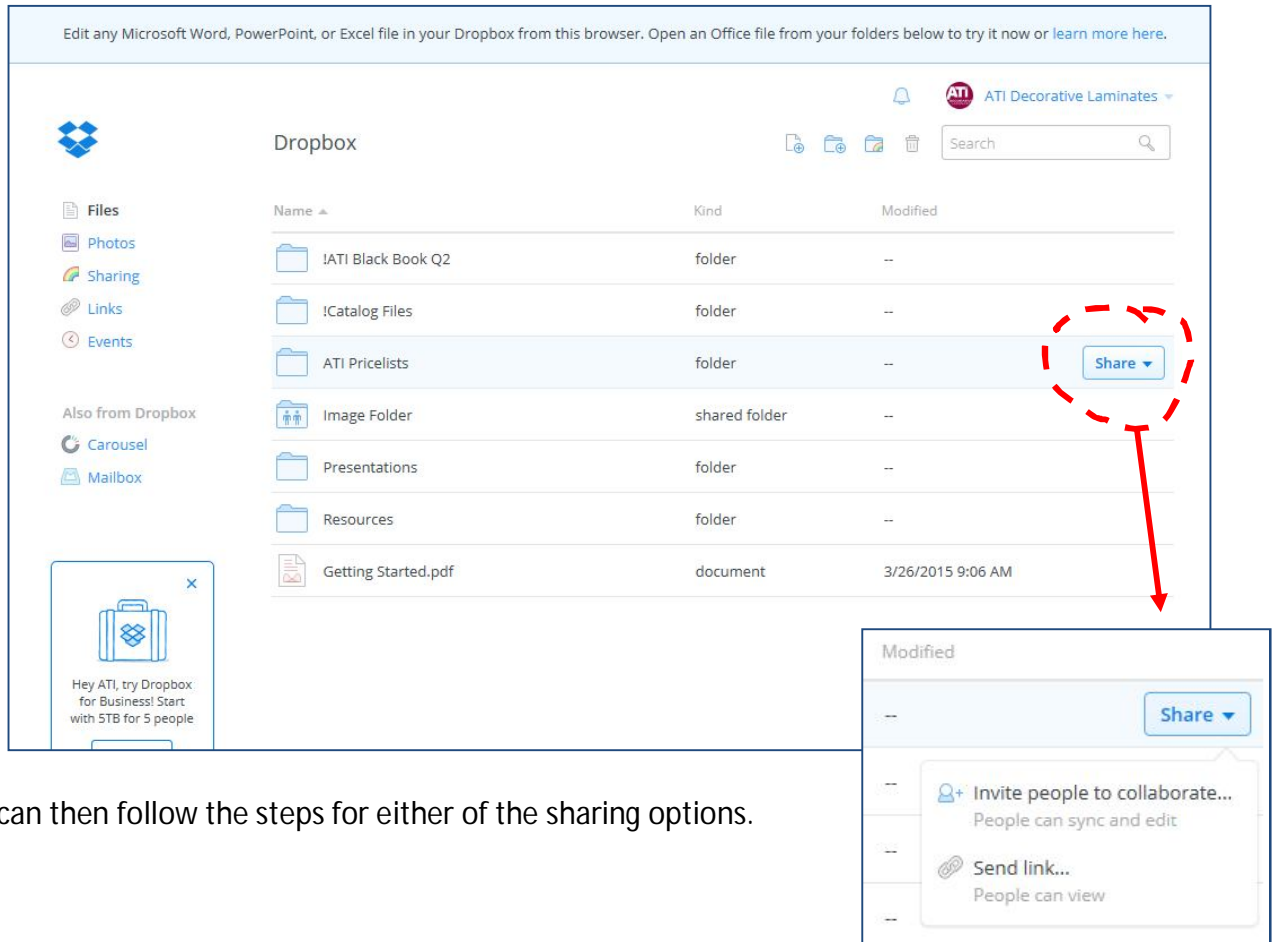 Edit any Microsoft Word, PowerPoint, or Excel file in your Dropbox from this browser. Open an Office file from your folders below to try it now or learn more here.
ATI ATI Decorative Laminates
Dropbox
Search
Files
Photos
Sharing
Links
Events
Also from Dropbox
Carousel
Mailbox
Name Kind Modified
!ATI Black Book Q2 folder --
!Catalog Files folder --
ATI Pricelists folder -- Share
Image Folder shared folder --
Presentations folder --
Resources folder --
Getting Started.pdf document 3/26/2015 9:06 AM
Hey ATI, try Dropbox
for Business! Start
with 5TB for 5 people
can then follow the steps for either of the sharing options.
Modified
-- Share
--
Invite people to collaborate...
People can sync and edit
--
Send link...
People can view
--